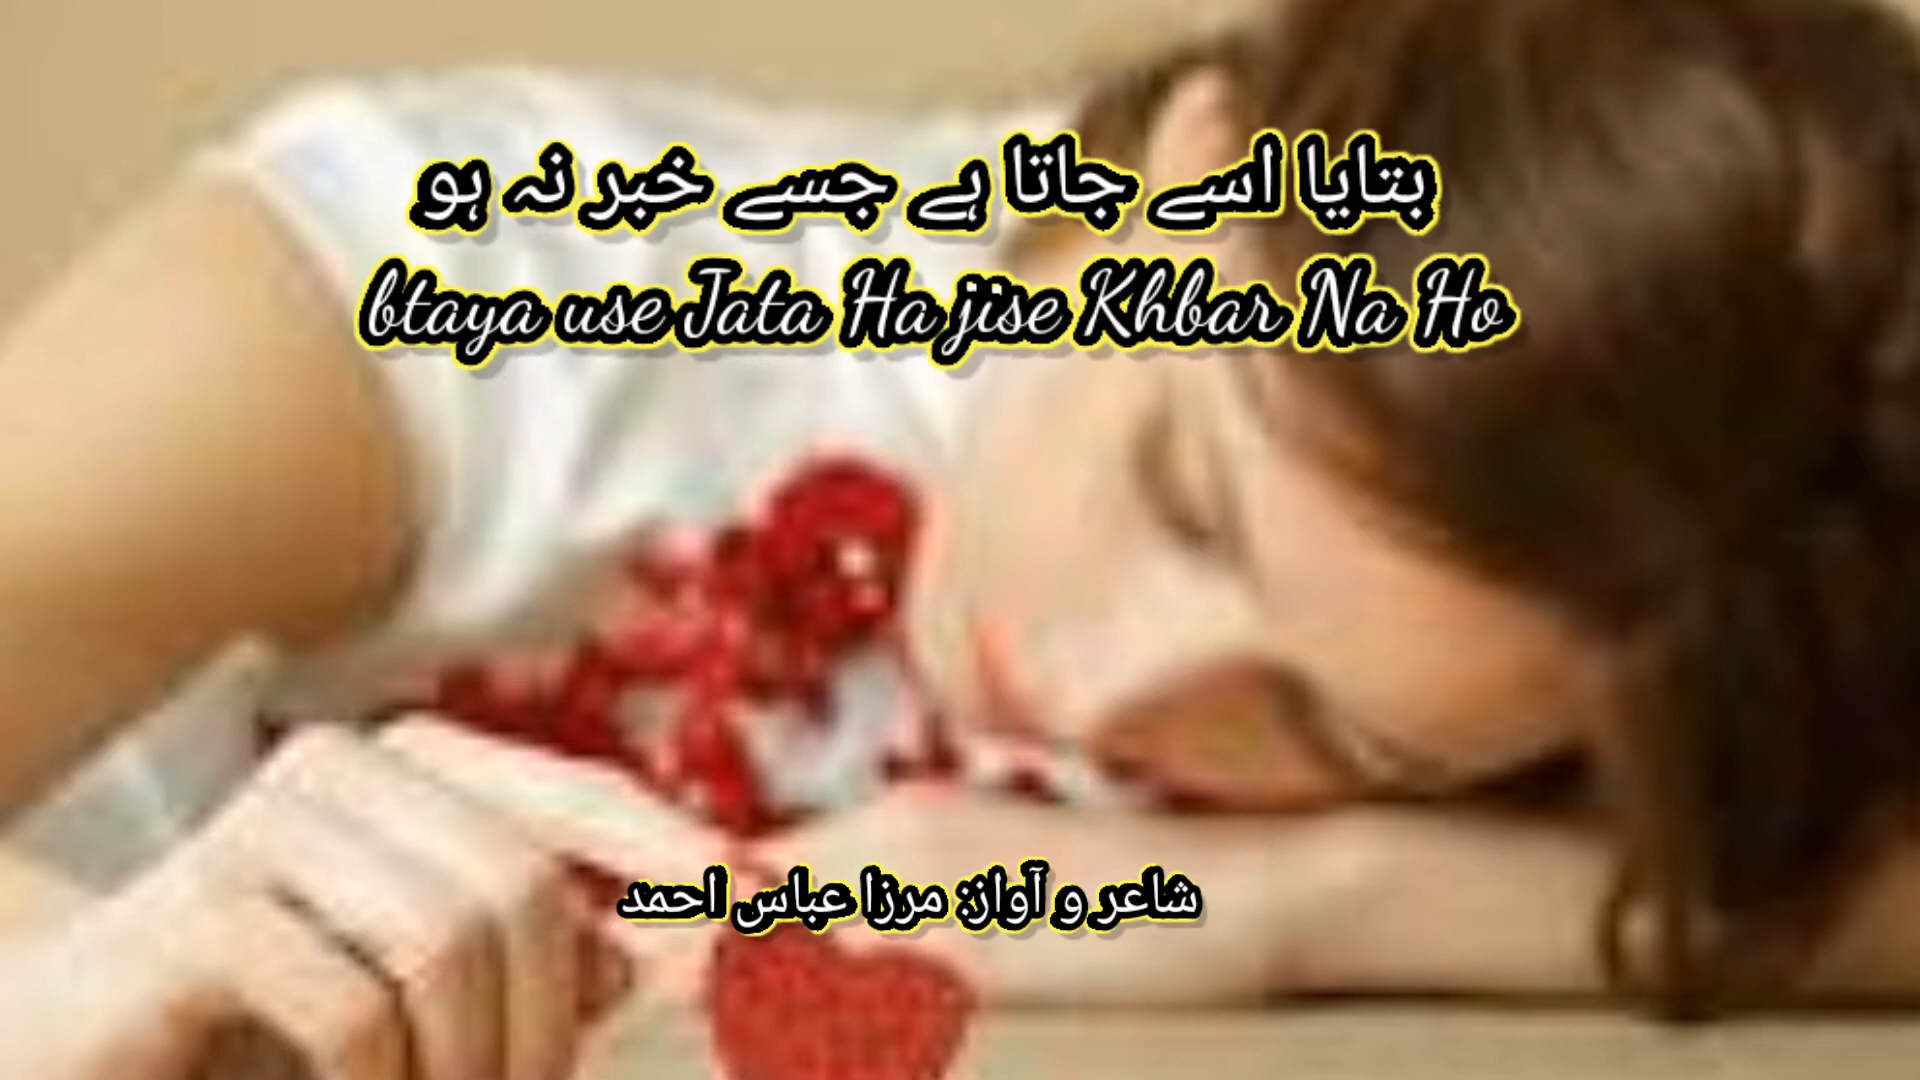 بتایا اسے جاتا ہے جسے خبر نہ ہو
btaya use Jata Ha jise Khbar Na Ho
شاعر و آواز: مرزا عباس احمد